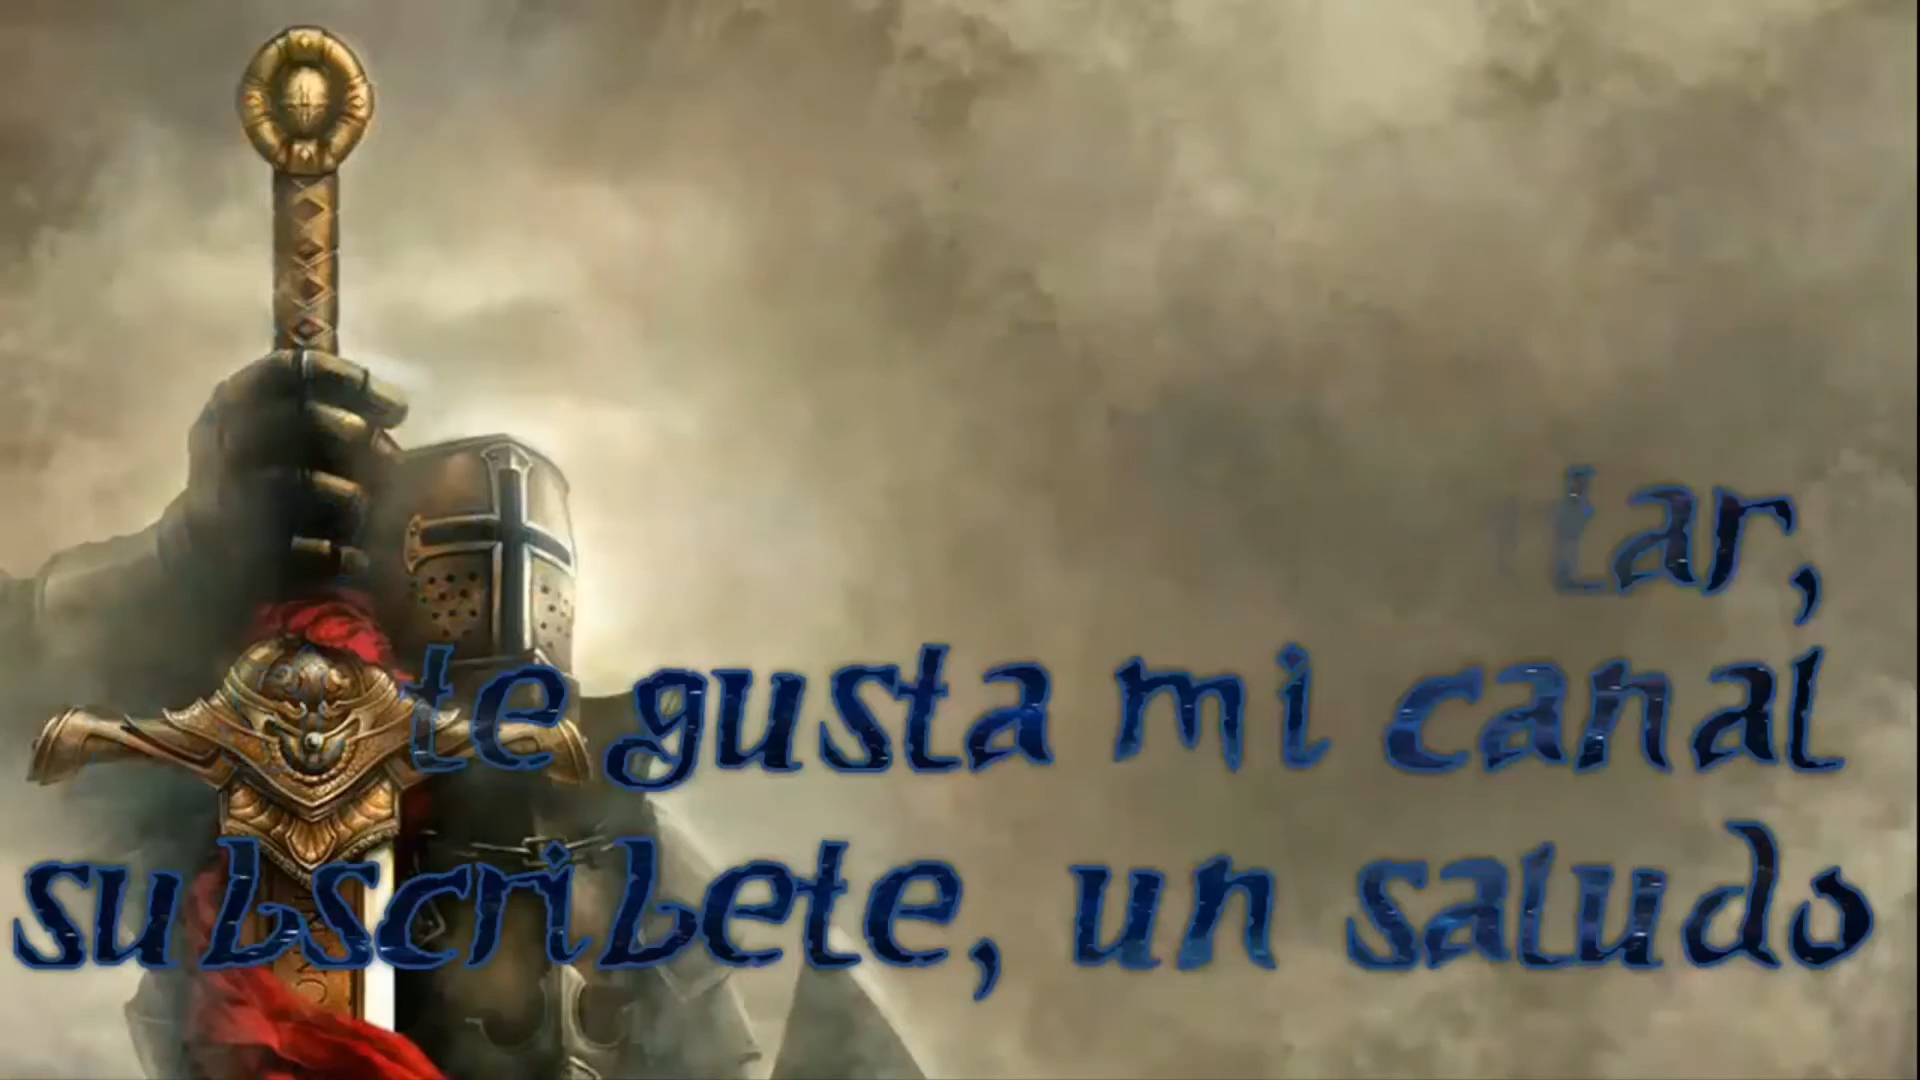 tar,
te gusta mi canal
subscribete, un saludo